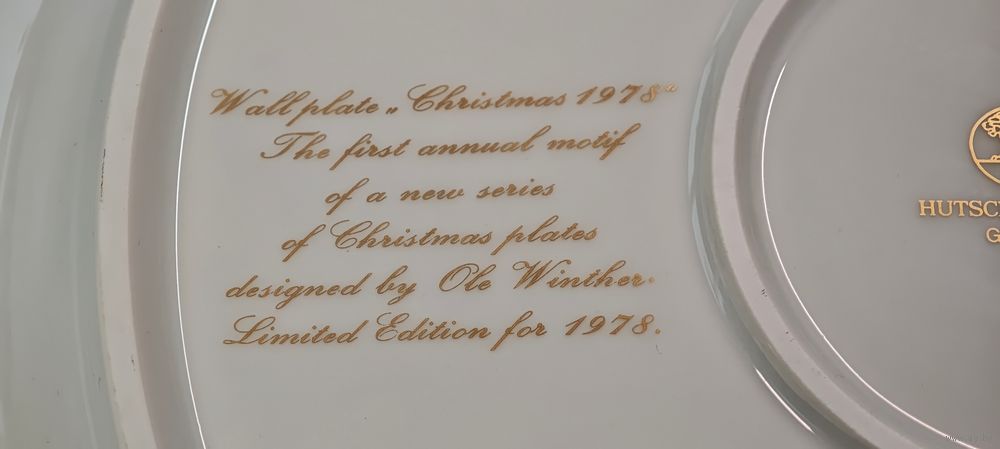 Wall plate „Christmas 1978“
The first annual motif
of a new series
of Christmas plates
designed by Ole Winther.
Limited Edition for 1978.
HUTSC
G